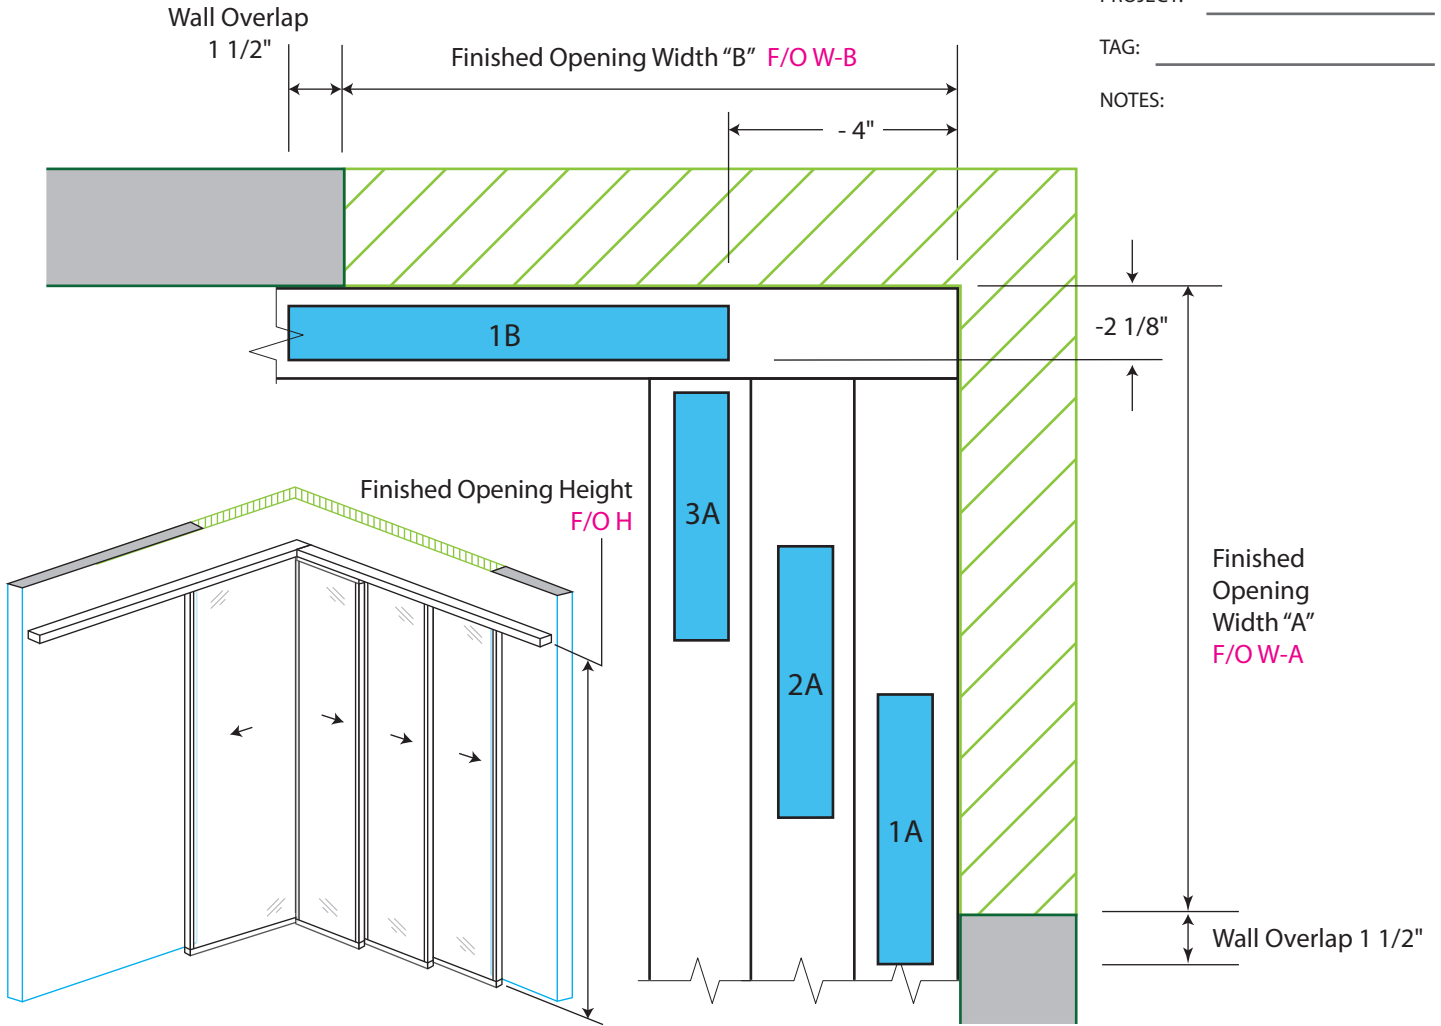 PROJECT:
Wall Overlap
1 1/2"
Finished Opening Width “B” F/O W-B
TAG:
NOTES:
- 4"
-2 1/8"
1B
Finished Opening Height
F/O H
3A
2A
1A
Finished
Opening
Width “A”
F/O W-A
Wall Overlap 1 1/2"